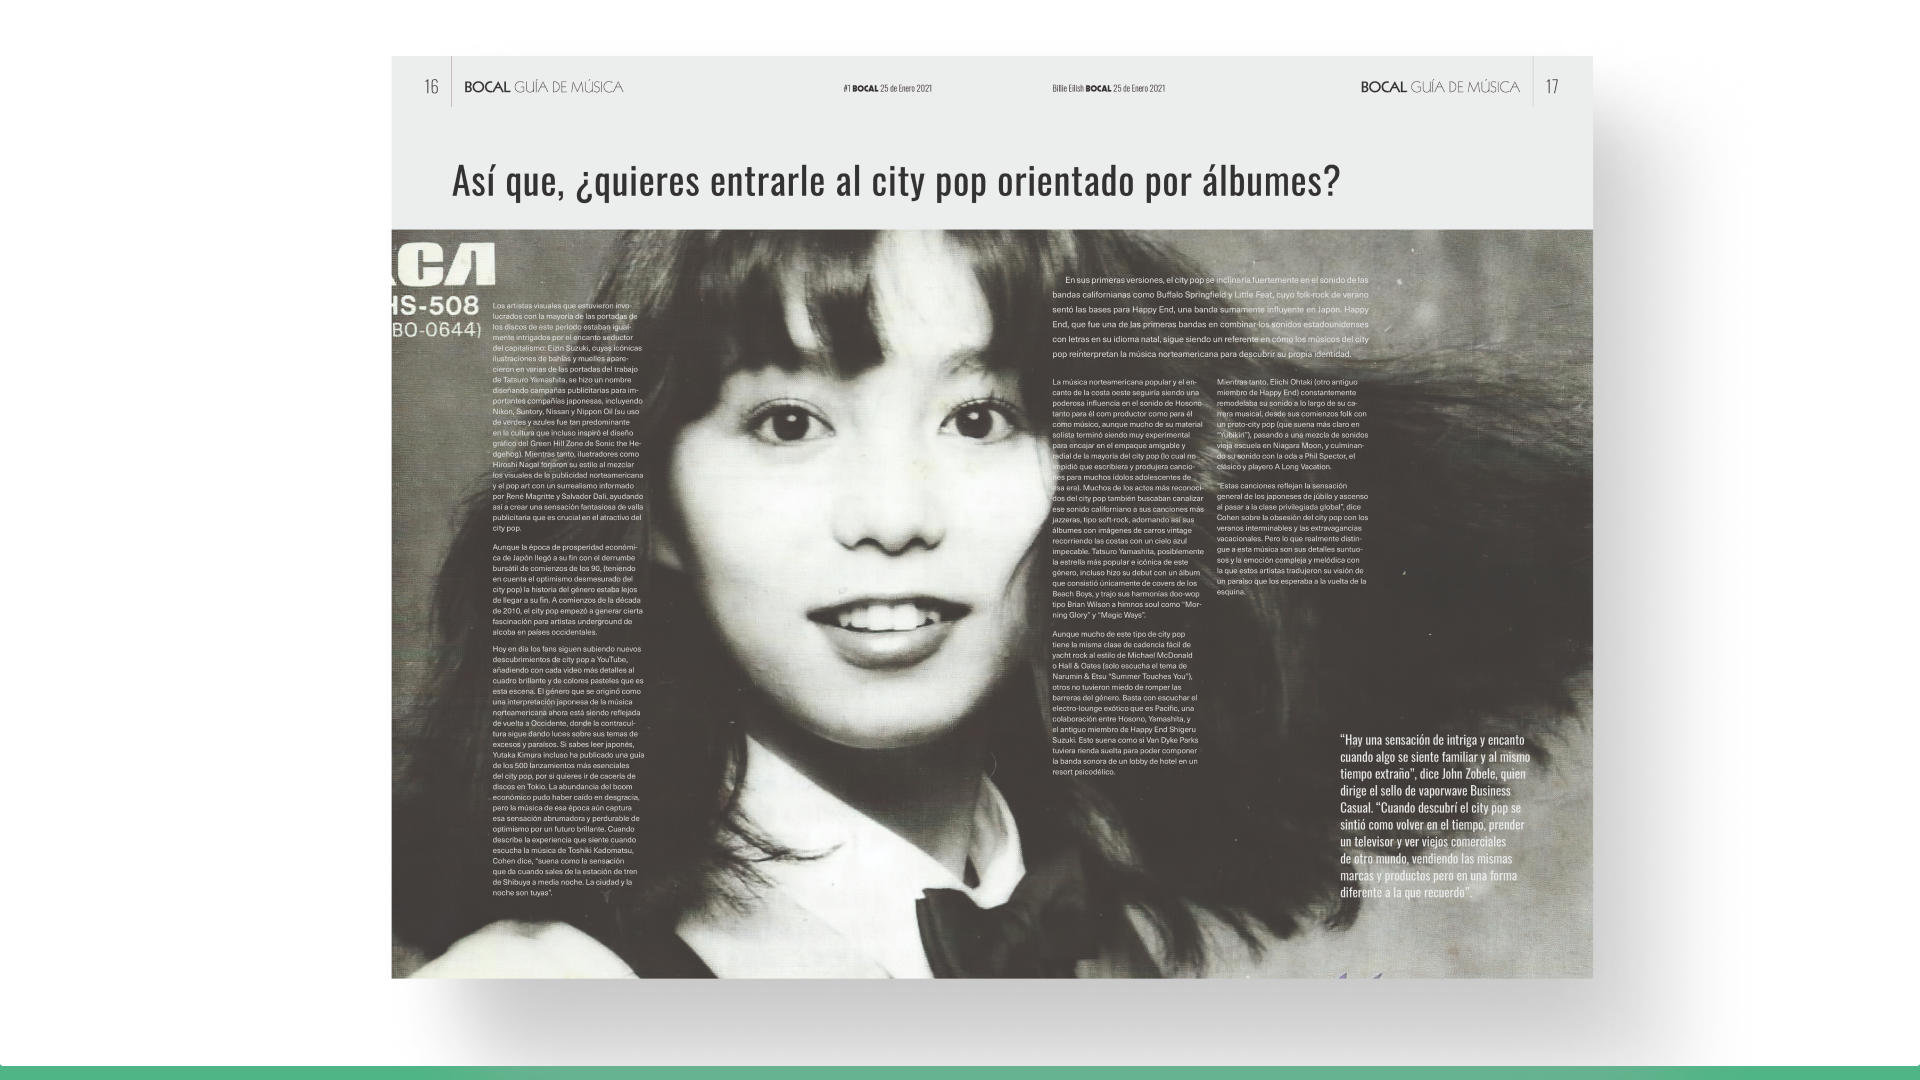 16
BOCAL GUÍA DE MÚSICA
#1 BOCAL 25 de Enero 2021
Billie Eilish BOCAL 25 de Enero 2021
BOCAL GUÍA DE MÚSICA
17
Así que, ¿quieres entrarle al city pop orientado por álbumes?
CA
HS-508
BO-0644)
Los artistas visuales que estuvieron invo-
lucrados con la mayoría de las portadas de
los discos de este periodo estaban igual-
mente intrigados por el encanto seductor
del capitalismo: Eizin Suzuki, cuyas icónicas
ilustraciones de bahías y muelles apare-
cieron en varias de las portadas del trabajo
de Tatsuro Yamashita, se hizo un nombre
diseñando campañas publicitarias para im-
portantes compañías japonesas, incluyendo
Nikon, Suntory, Nissan y Nippon Oil (su uso
de verdes y azules fue tan predominante
en la cultura que incluso inspiró el diseño
gráfico del Green Hill Zone de Sonic the He-
dgehog). Mientras tanto, ilustradores como
Hiroshi Nagai forjaron su estilo al mezclar
los visuales de la publicidad norteamericana
y el pop art con un surrealismo informado
por René Magritte y Salvador Dalí, ayudando
así a crear una sensación fantasiosa de valla
publicitaria que es crucial en el atractivo del
city pop.
Aunque la época de prosperidad económi-
ca de Japón llegó a su fin con el derrumbe
bursátil de comienzos de los 90, (teniendo
en cuenta el optimismo desmesurado del
city pop) la historia del género estaba lejos
de llegar a su fin. A comienzos de la década
de 2010, el city pop empezó a generar cierta
fascinación para artistas underground de
alcoba en países occidentales.
Hoy en día los fans siguen subiendo nuevos
descubrimientos de city pop a YouTube,
añadiendo con cada video más detalles al
cuadro brillante y de colores pasteles que es
esta escena. El género que se originó como
una interpretación japonesa de la música
norteamericana ahora está siendo reflejada
de vuelta a Occidente, donde la contracul-
tura sigue dando luces sobre sus temas de
excesos y paraísos. Si sabes leer japonés,
Yutaka Kimura incluso ha publicado una guía
de los 500 lanzamientos más esenciales
del city pop, por si quieres ir de cacería de
discos en Tokio. La abundancia del boom
económico pudo haber caído en desgracia,
pero la música de esa época aún captura
esa sensación abrumadora y perdurable de
optimismo por un futuro brillante. Cuando
describe la experiencia que siente cuando
escucha la música de Toshiki Kadomatsu,
Cohen dice, “suena como la sensación
que da cuando sales de la estación de tren
de Shibuya a media noche. La ciudad y la
noche son tuyas”.
En sus primeras versiones, el city pop se inclinaría fuertemente en el sonido de las
bandas californianas como Buffalo Springfield y Little Feat, cuyo folk-rock de verano
sentó las bases para Happy End, una banda sumamente influyente en Japón. Happy
End, que fue una de las primeras bandas en combinar los sonidos estadounidenses
con letras en su idioma natal, sigue siendo un referente en cómo los músicos del city
pop reinterpretan la música norteamericana para descubrir su propia identidad.
La música norteamericana popular y el en-
canto de la costa oeste seguiría siendo una
poderosa influencia en el sonido de Hosono
tanto para él com productor como para él
como músico, aunque mucho de su material
solista terminó siendo muy experimental
para encajar en el empaque amigable y
radial de la mayoría del city pop (lo cual no
impidió que escribiera y produjera cancio-
nes para muchos ídolos adolescentes de
esa era). Muchos de los actos más reconoci-
dos del city pop también buscaban canalizar
ese sonido californiano a sus canciones más
jazzeras, tipo soft-rock, adornando así sus
álbumes con imágenes de carros vintage
recorriendo las costas con un cielo azul
impecable. Tatsuro Yamashita, posiblemente
la estrella más popular e icónica de este
género, incluso hizo su debut con un álbum
que consistió únicamente de covers de los
Beach Boys, y trajo sus harmonías doo-wop
tipo Brian Wilson a himnos soul como “Mor-
ning Glory” y “Magic Ways”.
Aunque mucho de este tipo de city pop
tiene la misma clase de cadencia fácil de
yacht rock al estilo de Michael McDonald
o Hall & Oates (solo escucha el tema de
Narumin & Etsu “Summer Touches You”),
otros no tuvieron miedo de romper las
barreras del género. Basta con escuchar el
electro-lounge exótico que es Pacific, una
colaboración entre Hosono, Yamashita, y
el antiguo miembro de Happy End Shigeru
Suzuki. Esto suena como si Van Dyke Parks
tuviera rienda suelta para poder componer
la banda sonora de un lobby de hotel en un
resort psicodélico.
Mientras tanto, Eiichi Ohtaki (otro antiguo
miembro de Happy End) constantemente
remodelaba su sonido a lo largo de su ca-
rrera musical, desde sus comienzos folk con
un proto-city pop (que suena más claro en
“Yubikiri”), pasando a una mezcla de sonidos
vieja escuela en Niagara Moon, y culminan-
do su sonido con la oda a Phil Spector, el
clásico y playero A Long Vacation.
“Estas canciones reflejan la sensación
general de los japoneses de júbilo y ascenso
al pasar a la clase privilegiada global”, dice
Cohen sobre la obsesión del city pop con los
veranos interminables y las extravagancias
vacacionales. Pero lo que realmente distin-
gue a esta música son sus detalles suntuo-
sos y la emoción compleja y melódica con
la que estos artistas tradujeron su visión de
un paraíso que los esperaba a la vuelta de la
esquina.
“Hay una sensación de intriga y encanto
cuando algo se siente familiar y al mismo
tiempo extraño”, dice John Zobele, quien
dirige el sello de vaporwave Business
Casual. “Cuando descubrí el city pop se
sintió como volver en el tiempo, prender
un televisor y ver viejos comerciales
de otro mundo, vendiendo las mismas
marcas y productos pero en una forma
diferente a la que recuerdo”.